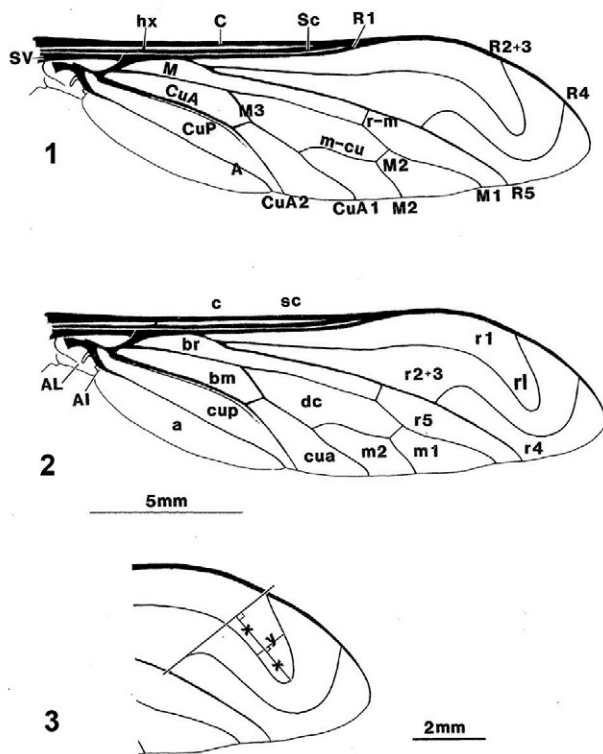 hx C Sc R1
SV R2+3
M R4
CuA
M3
CuP r-m
m-cu
1 M2
A
CuA2 CuA1 M2 M1 R5
c sc
br r1
r2+3 rl
AL bm
AI cup dc
a r5
2 m2 m1 r4
cua
5mm
x
y
x
3
2mm